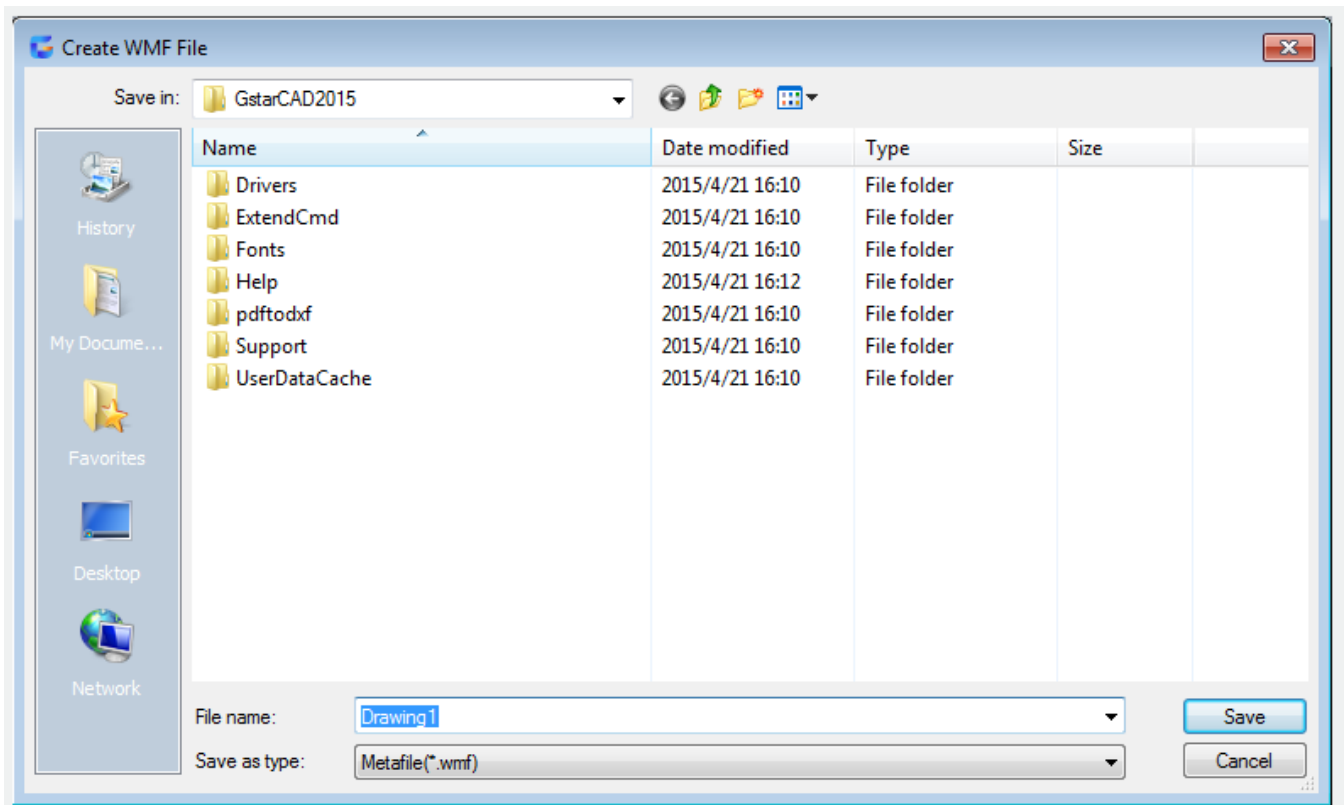 Create WMF File
Save in: GstarCAD2015
Name Date modified Type Size
Drivers 2015/4/21 16:10 File folder
ExtendCmd 2015/4/21 16:10 File folder
Fonts 2015/4/21 16:10 File folder
Help 2015/4/21 16:12 File folder
pdftodxf 2015/4/21 16:10 File folder
Support 2015/4/21 16:10 File folder
UserDataCache 2015/4/21 16:10 File folder
History
My Docume...
Favorites
Desktop
Network
File name: Drawing1 Save
Save as type: Metafile(*.wmf) Cancel